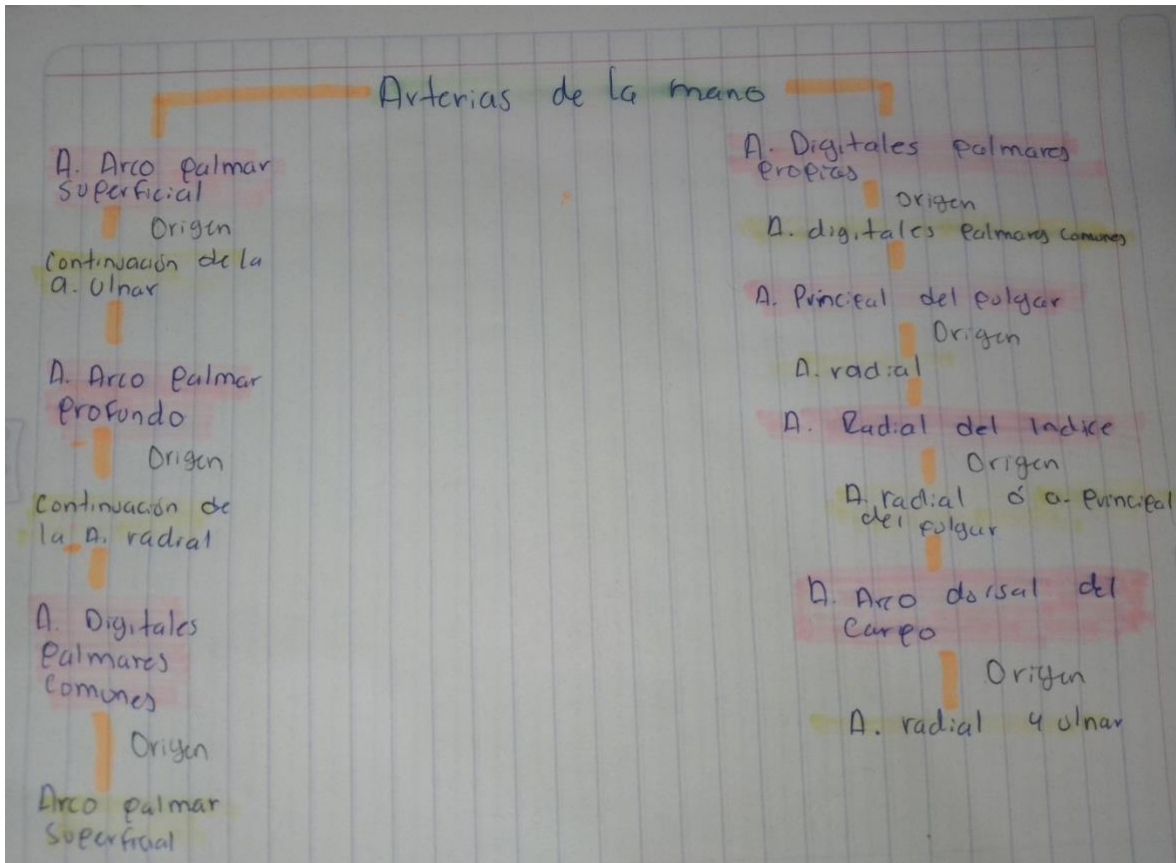 Arterias de la mano
A. Arco palmar
superficial
Origen
Continuación de la
a. Ulnar
A. Arco palmar
profundo
Origen
Continuación de
la A. radial
A. Digitales
palmares
comunes
Origen
Arco palmar
superficial
A. Digitales palmares
propias
Origen
A. digitales palmares comunes
A. Principal del pulgar
Origen
A. radial
A. Radial del Indice
Origen
A. radial ó a. principal
del pulgar
A. Arco dorsal del
carpo
Origen
A. radial y ulnar